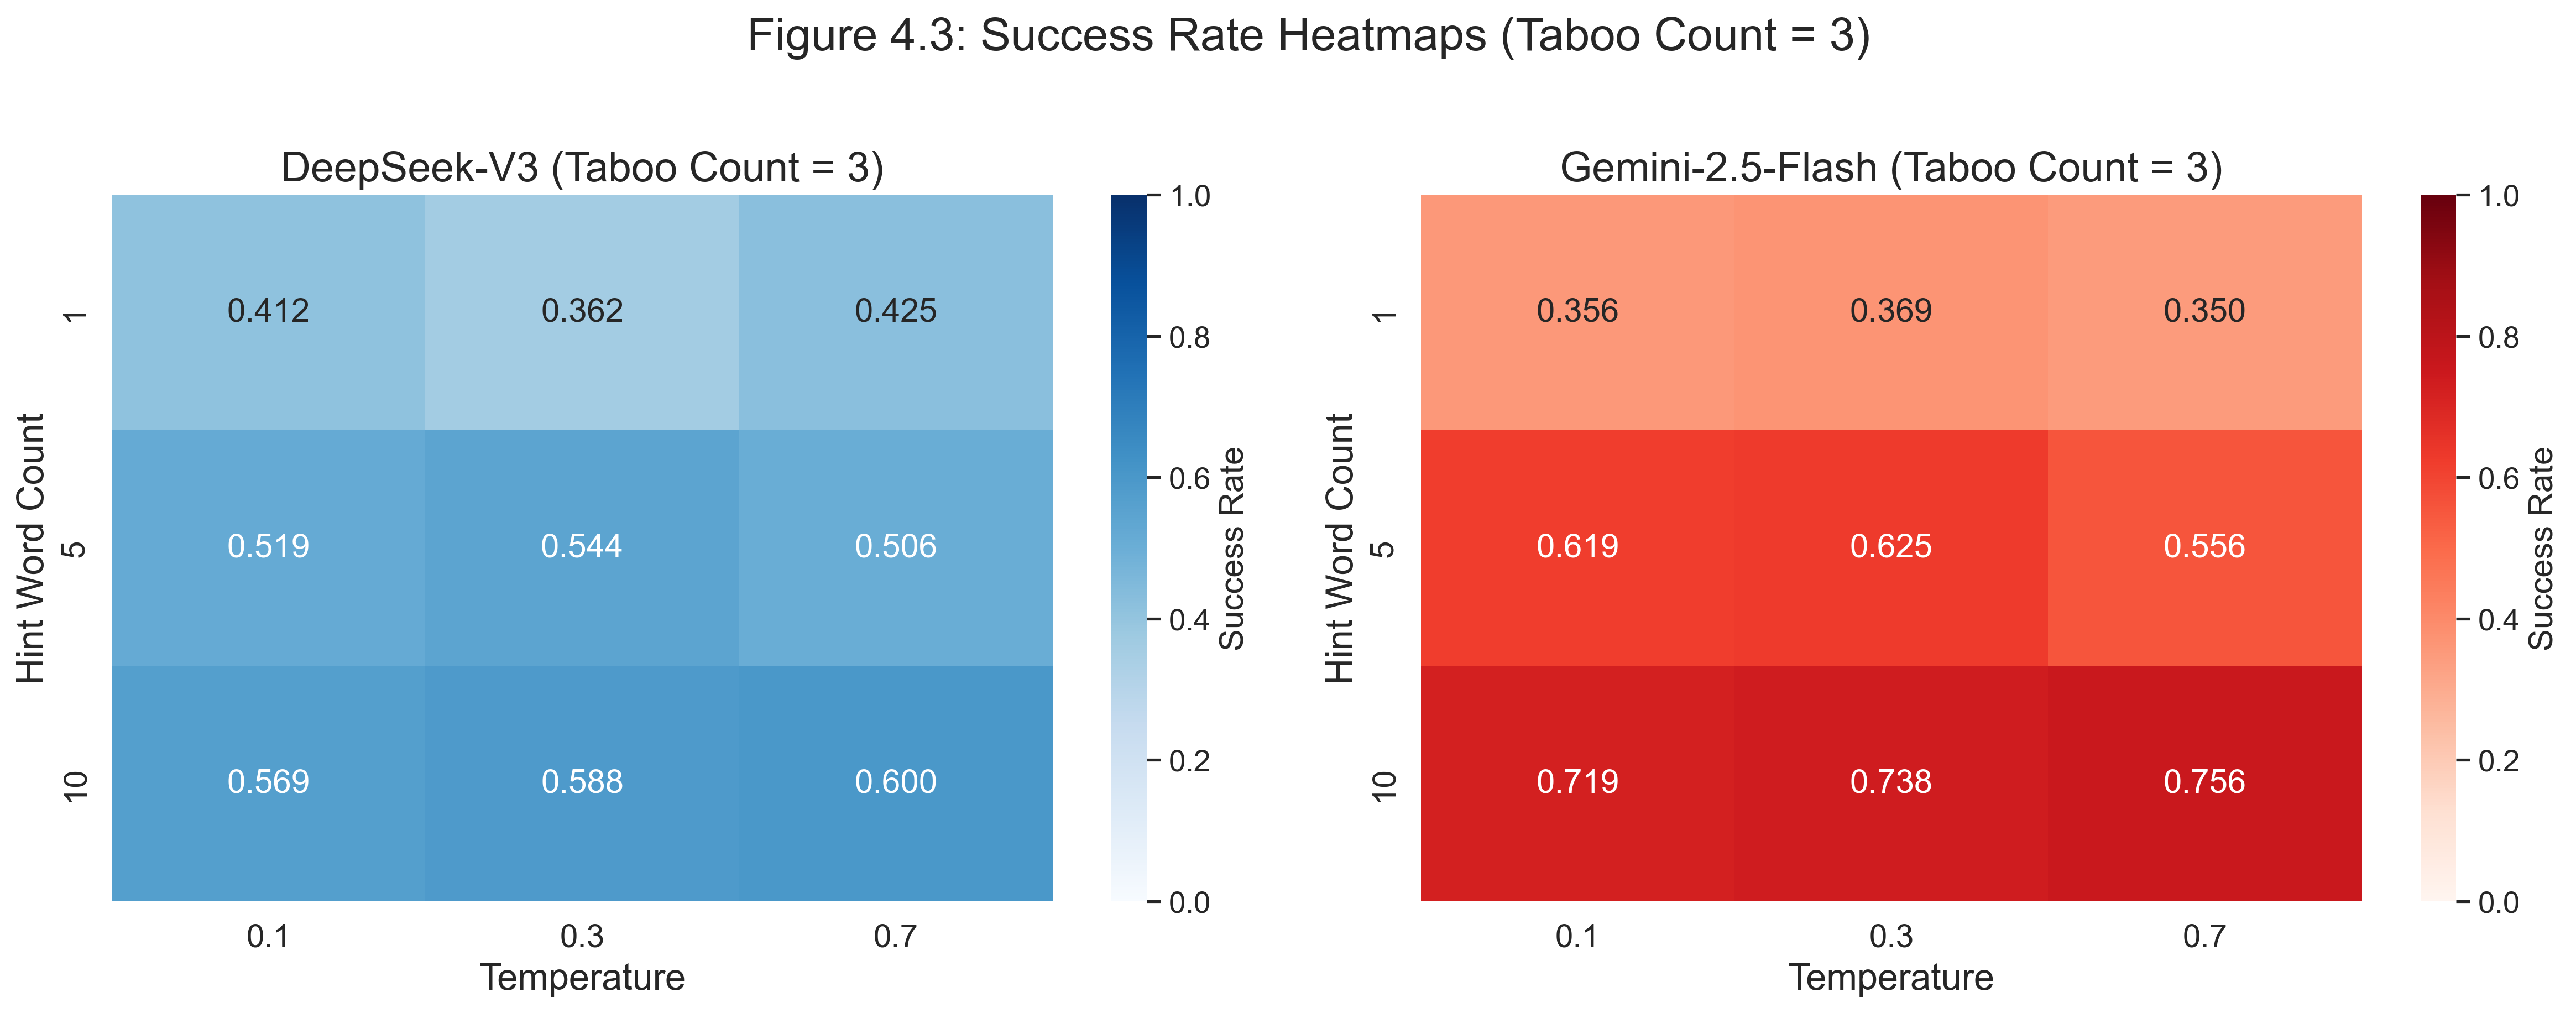 Figure 4.3: Success Rate Heatmaps (Taboo Count = 3)
DeepSeek-V3 (Taboo Count = 3)
Hint Word Count
1
0.412 0.362 0.425
5
0.519 0.544 0.506
10
0.569 0.588 0.600
0.1 0.3 0.7
Temperature
1.0
0.8
0.6
0.4
0.2
0.0
Success Rate
Gemini-2.5-Flash (Taboo Count = 3)
Hint Word Count
1
0.356 0.369 0.350
5
0.619 0.625 0.556
10
0.719 0.738 0.756
0.1 0.3 0.7
Temperature
1.0
0.8
0.6
0.4
0.2
0.0
Success Rate